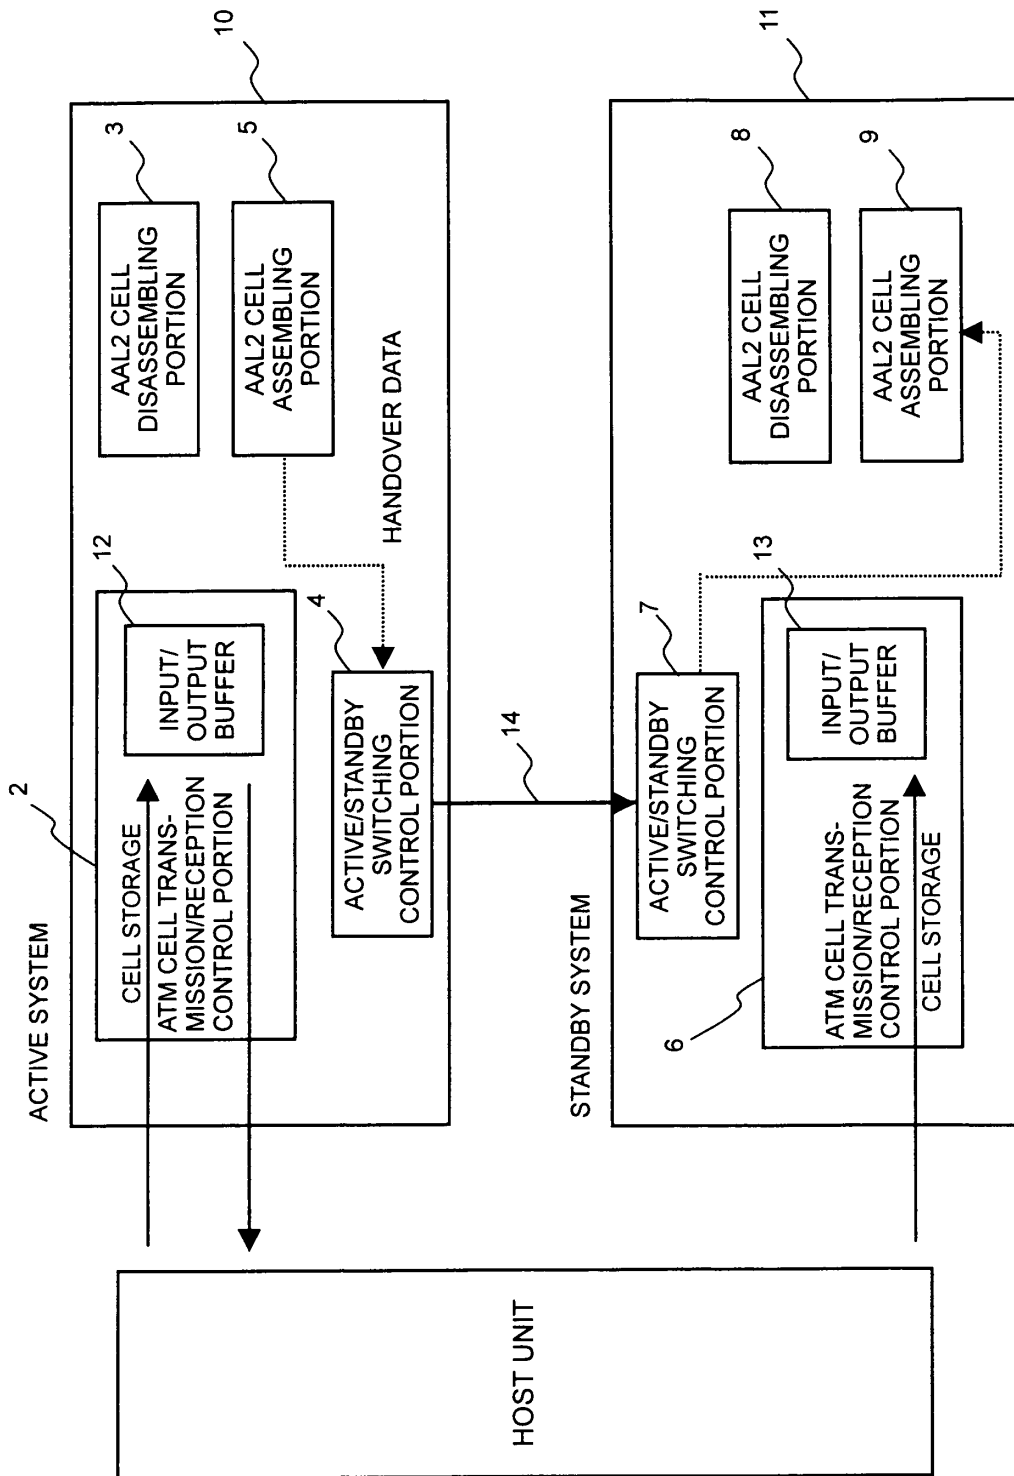 ACTIVE SYSTEM
2
CELL STORAGE
ATM CELL TRANS-
MISSION/RECEPTION
CONTROL PORTION
12
INPUT/
OUTPUT
BUFFER
3
AAL2 CELL
DISASSEMBLING
PORTION
5
AAL2 CELL
ASSEMBLING
PORTION
10
HANDOVER DATA
4
ACTIVE/STANDBY
SWITCHING
CONTROL PORTION
14
HOST UNIT
STANDBY SYSTEM
7
ACTIVE/STANDBY
SWITCHING
CONTROL PORTION
6
ATM CELL TRANS-
MISSION/RECEPTION
CONTROL PORTION
CELL STORAGE
13
INPUT/
OUTPUT
BUFFER
8
AAL2 CELL
DISASSEMBLING
PORTION
9
AAL2 CELL
ASSEMBLING
PORTION
11